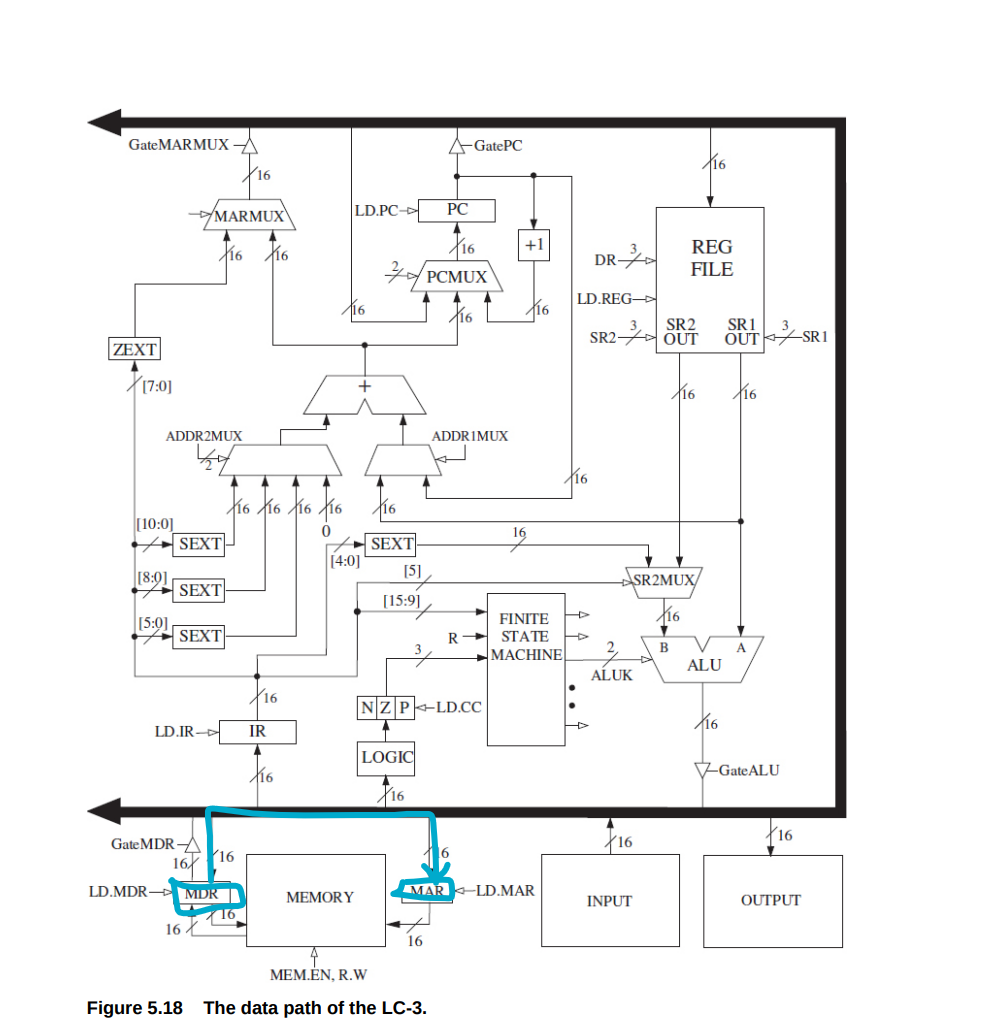 GateMARMUX
GatePC
16
16
MARMUX
LD.PC
PC
16
16
16
2
PCMUX
+1
16
16
16
REG
FILE
DR
3
LD.REG
SR2
3
SR2
OUT
SR1
OUT
3
SR1
ZEXT
[7:0]
+
16
16
ADDR2MUX
2
ADDR1MUX
16
16
16
16
16
0
16
[10:0]
SEXT
[4:0]
SEXT
16
[8:0]
SEXT
[5]
SR2MUX
[5:0]
SEXT
[15:9]
16
R
FINITE
STATE
MACHINE
3
2
ALUK
B
A
ALU
16
N Z P
LD.CC
LD.IR
IR
LOGIC
16
16
16
GateALU
GateMDR
16
16
6
16
16
LD.MDR
MDR
MEMORY
MAR
LD.MAR
INPUT
OUTPUT
16
16
16
MEM.EN, R.W
Figure 5.18 The data path of the LC-3.